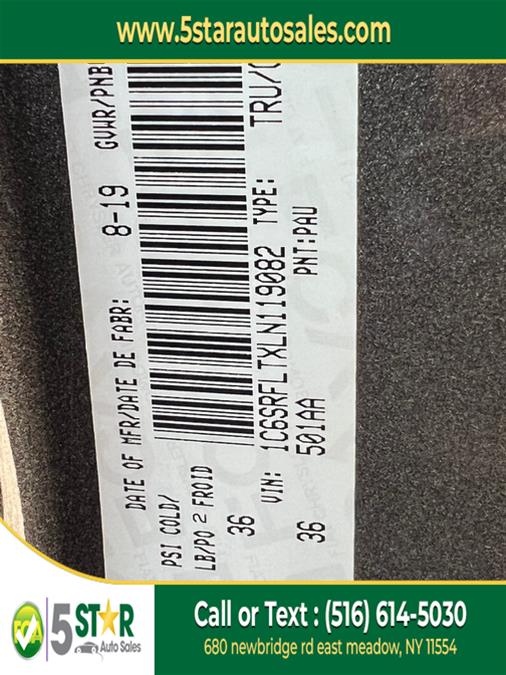 www.5starautosales.com
DATE OF MFR/DATE DE FABR: 8-19 GVWR/PNB
PSI COLD/
LB/PO 2 FROID
36 VIN: 1C6SRFLTXLN119082 TYPE: TRU/
36 501AA PNT:PAU
FCA
5 STAR
Auto Sales
Call or Text : (516) 614-5030
680 newbridge rd east meadow, NY 11554